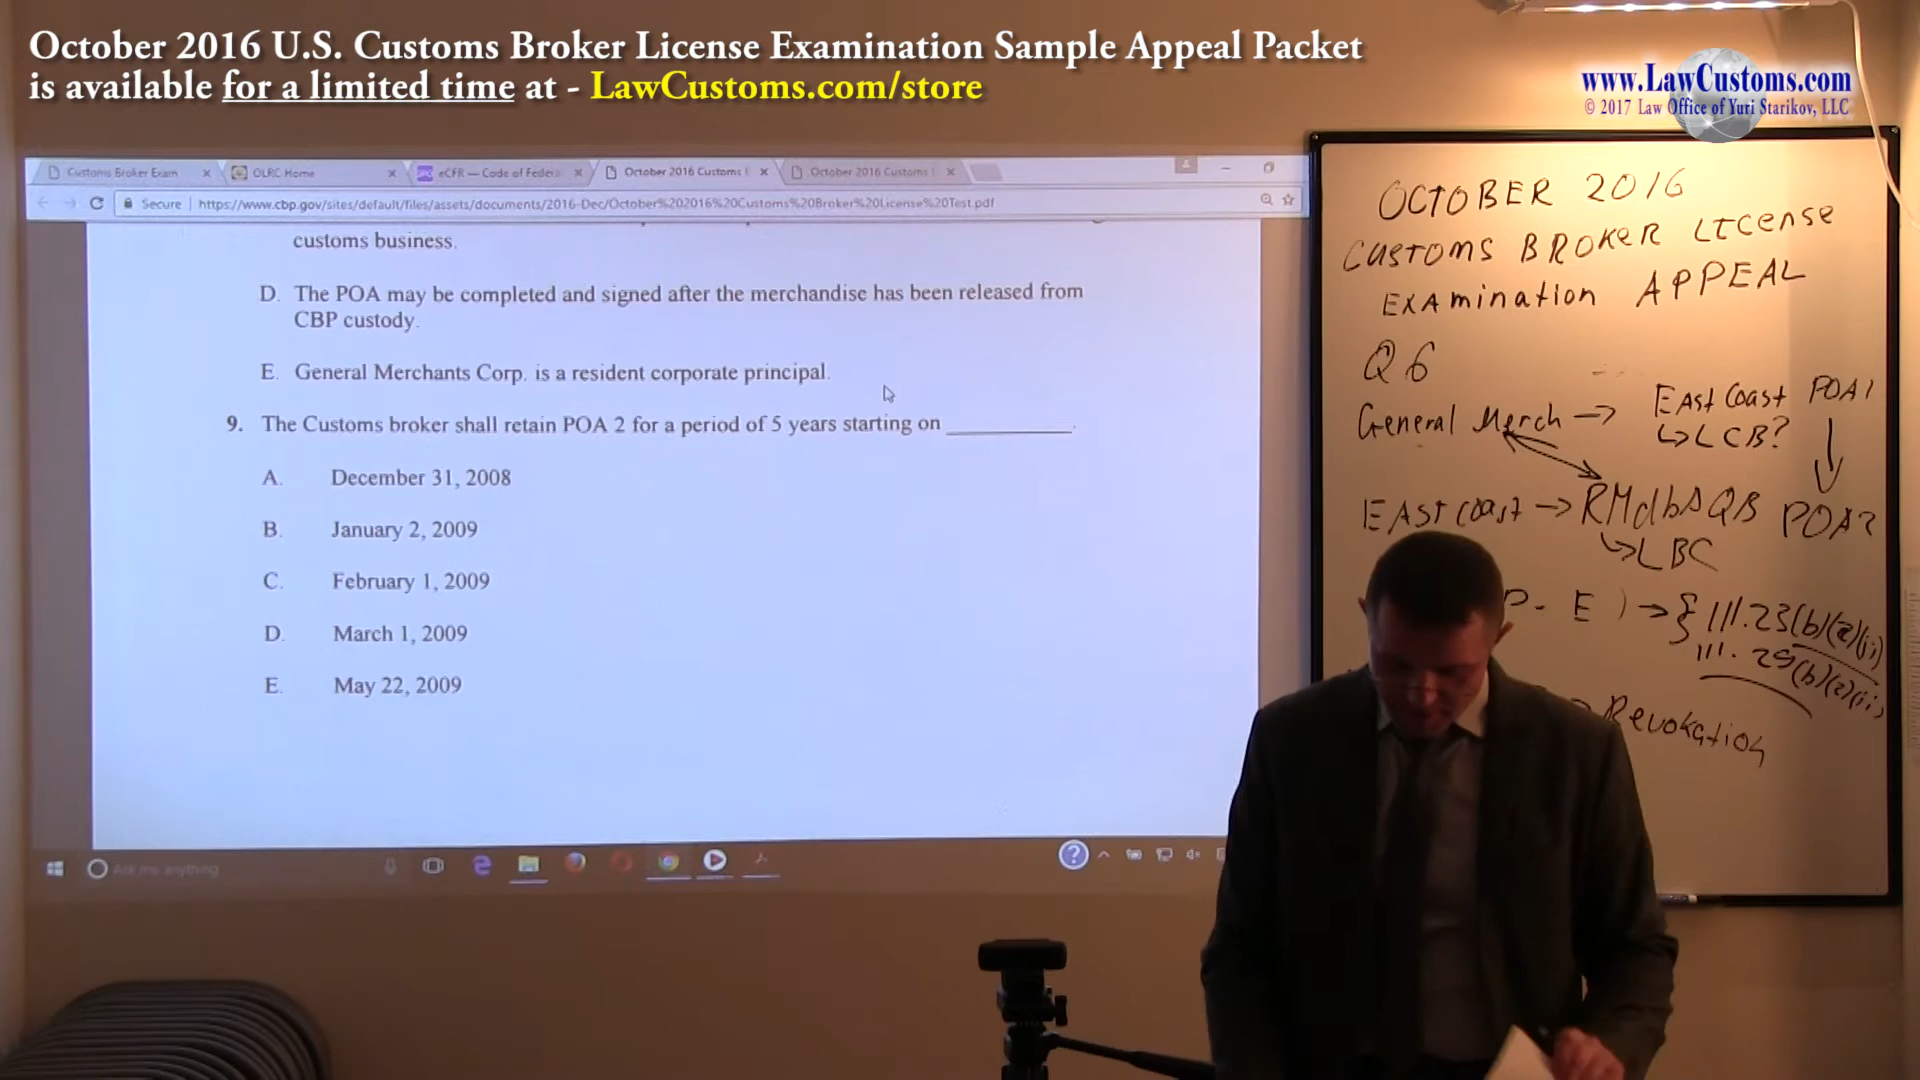 October 2016 U.S. Customs Broker License Examination Sample Appeal Packet
is available for a limited time at - LawCustoms.com/store
www.LawCustoms.com
© 2017 Law Office of Yuri Starikov, LLC
Customs Broker Exam
OLRC Home
eCFR — Code of Federa
October 2016 Customs
October 2016 Customs
Secure
https://www.cbp.gov/sites/default/files/assets/documents/2016-Dec/October%202016%20Customs%20Broker%20License%20Test.pdf
customs business.
D. The POA may be completed and signed after the merchandise has been released from
CBP custody.
E. General Merchants Corp. is a resident corporate principal.
9. The Customs broker shall retain POA 2 for a period of 5 years starting on ____________.
A. December 31, 2008
B. January 2, 2009
C. February 1, 2009
D. March 1, 2009
E. May 22, 2009
Ask me anything
OCTOBER 2016
CUSTOMS BROKER LICENSE
EXAMINATION APPEAL
Q6
General Merch → East Coast POA1
↳ LCB?
EAST COAST → POA2
↳ LBC
E ) → { 111.23(b)(2)(ii)
111.25(b)(2)(ii)
Revokation